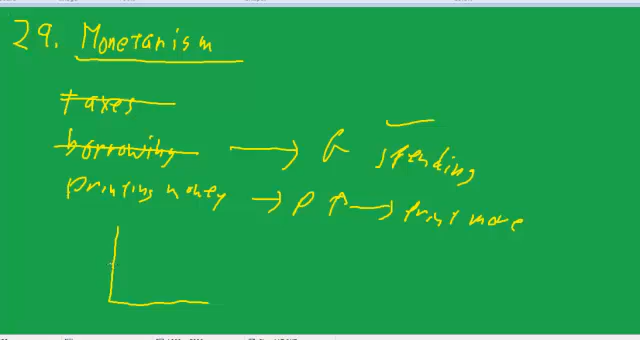 29. Monetarism
taxes
borrowing → G spending
printing money → P ↑ → print more